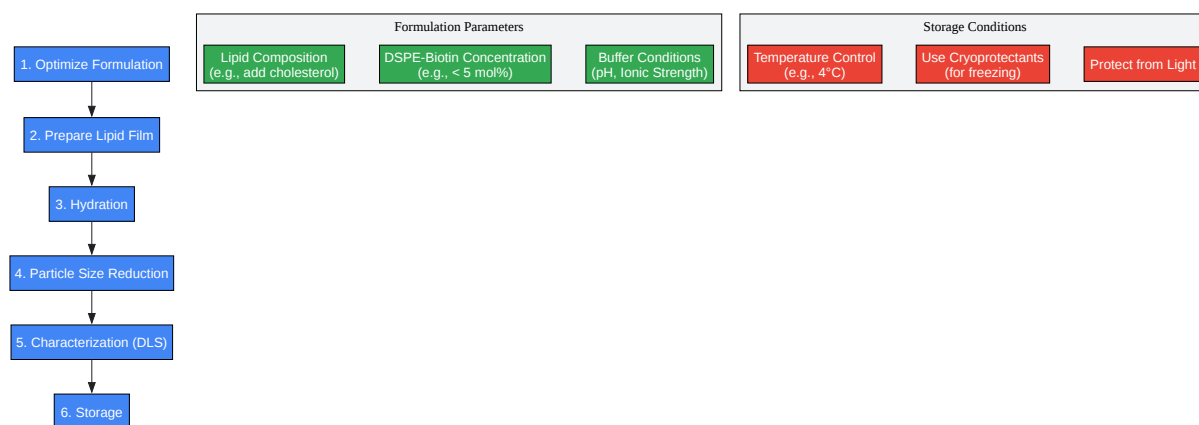 1. Optimize Formulation
2. Prepare Lipid Film
3. Hydration
4. Particle Size Reduction
5. Characterization (DLS)
6. Storage
Formulation Parameters
Lipid Composition
(e.g., add cholesterol)
DSPE-Biotin Concentration
(e.g., < 5 mol%)
Buffer Conditions
(pH, Ionic Strength)
Storage Conditions
Temperature Control
(e.g., 4°C)
Use Cryoprotectants
(for freezing)
Protect from Light